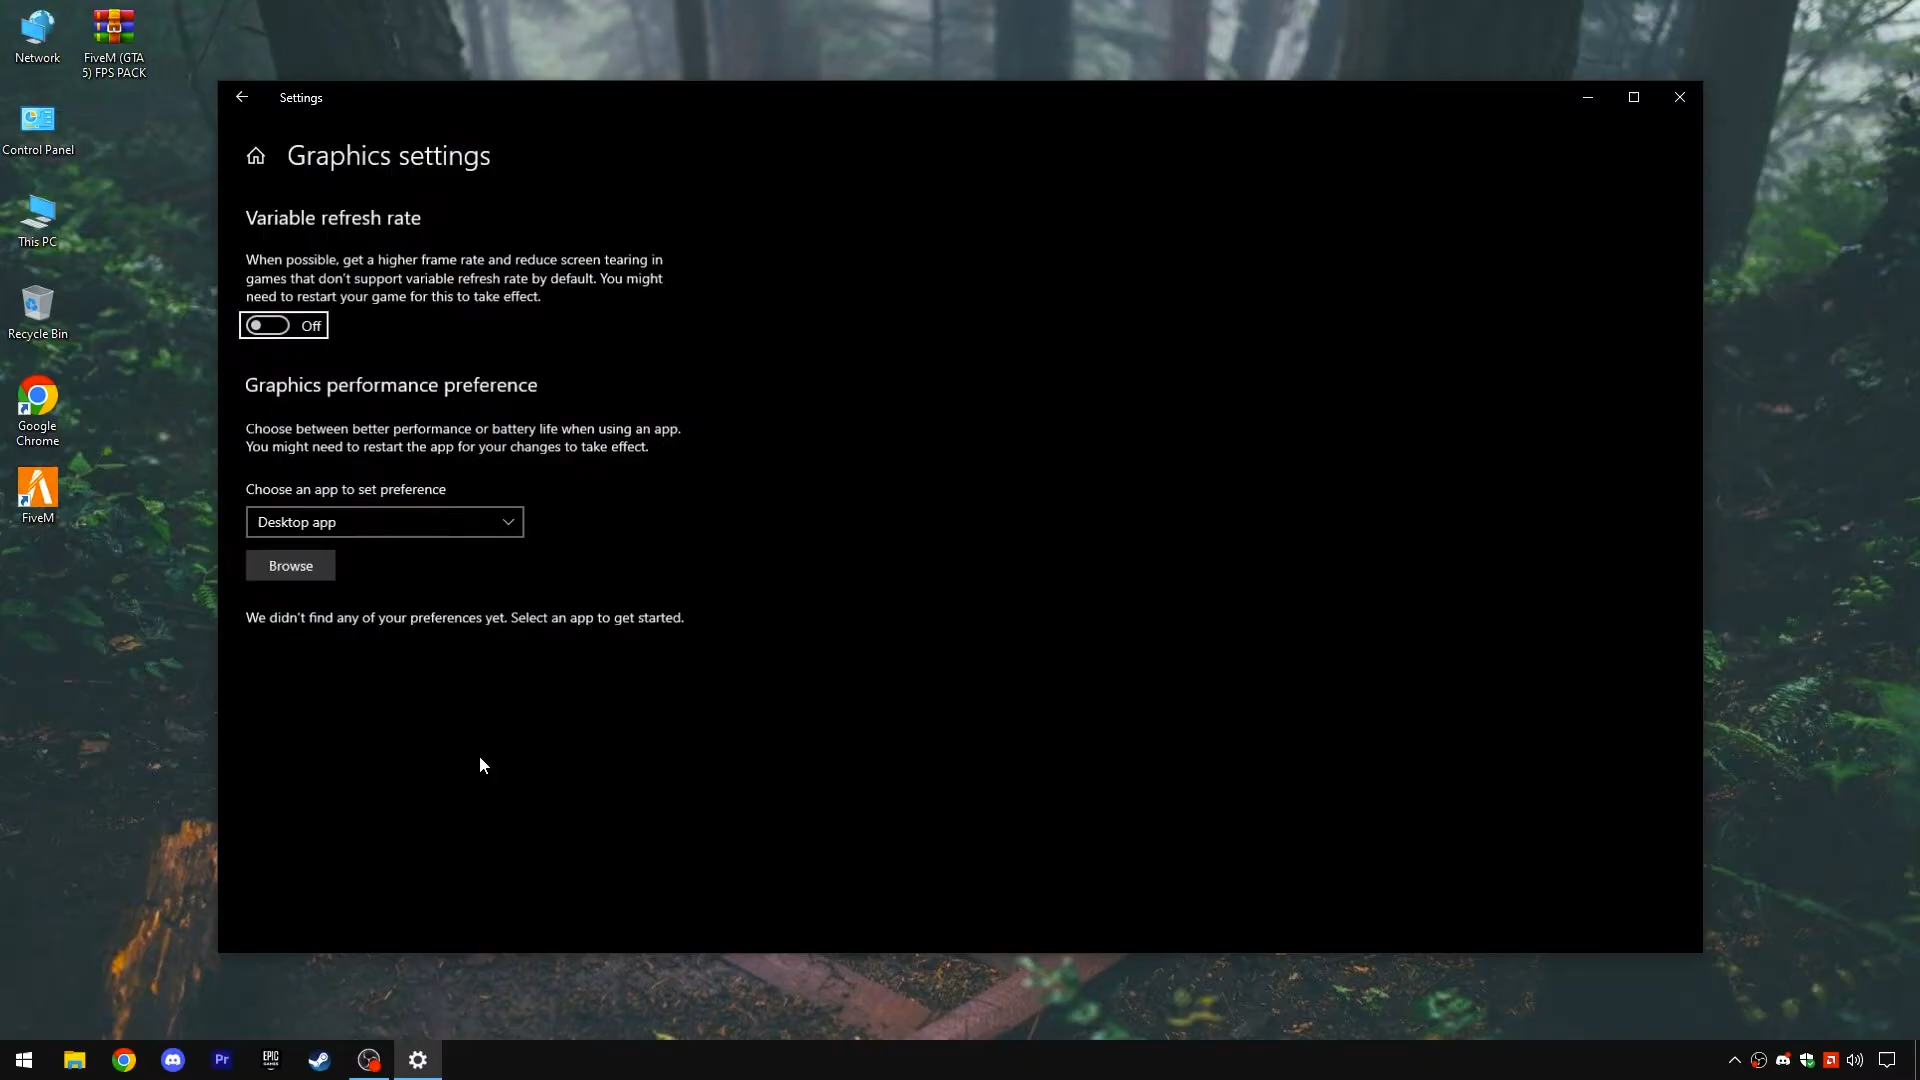 Network
FiveM (GTA
5) FPS PACK
Control Panel
This PC
Recycle Bin
Google
Chrome
FiveM
Settings
Graphics settings
Variable refresh rate
When possible, get a higher frame rate and reduce screen tearing in
games that don't support variable refresh rate by default. You might
need to restart your game for this to take effect.
Off
Graphics performance preference
Choose between better performance or battery life when using an app.
You might need to restart the app for your changes to take effect.
Choose an app to set preference
Desktop app
Browse
We didn't find any of your preferences yet. Select an app to get started.
Pr
EPIC
GAMES